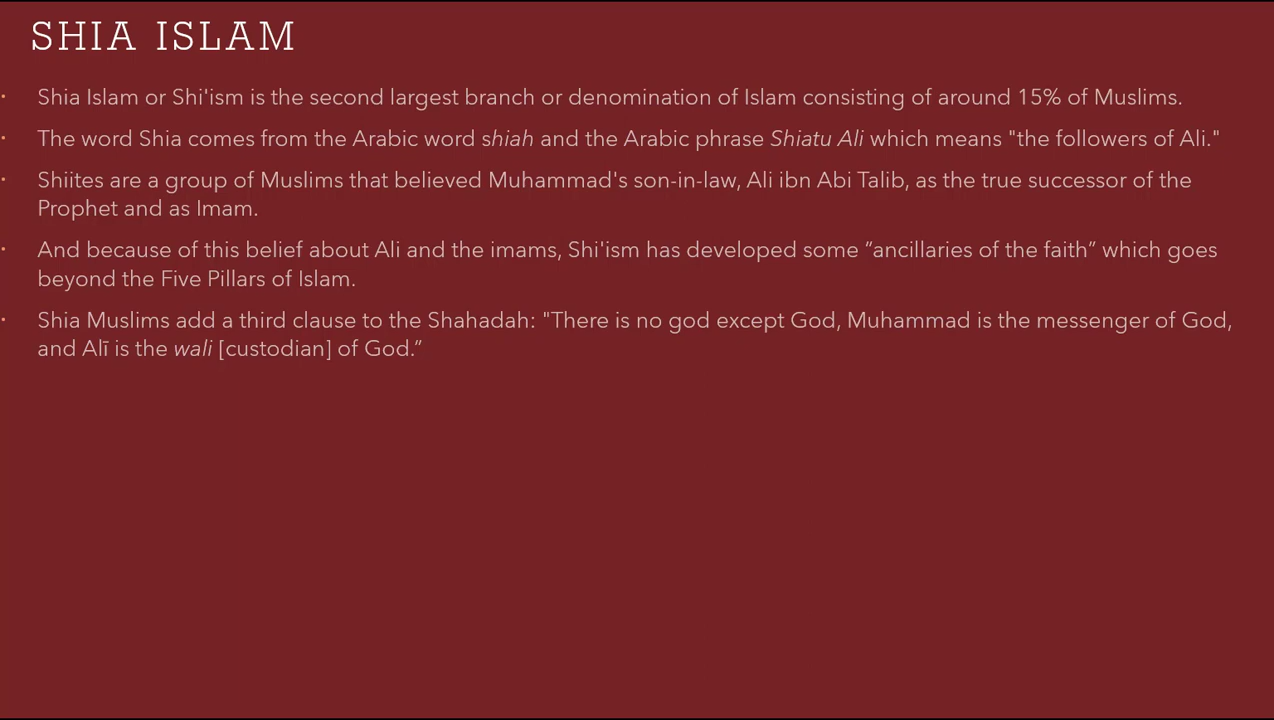 SHIA ISLAM
· Shia Islam or Shi'ism is the second largest branch or denomination of Islam consisting of around 15% of Muslims.
· The word Shia comes from the Arabic word shiah and the Arabic phrase Shiatu Ali which means "the followers of Ali."
· Shiites are a group of Muslims that believed Muhammad's son-in-law, Ali ibn Abi Talib, as the true successor of the
Prophet and as Imam.
· And because of this belief about Ali and the imams, Shi'ism has developed some “ancillaries of the faith” which goes
beyond the Five Pillars of Islam.
· Shia Muslims add a third clause to the Shahadah: "There is no god except God, Muhammad is the messenger of God,
and Alī is the wali [custodian] of God.”